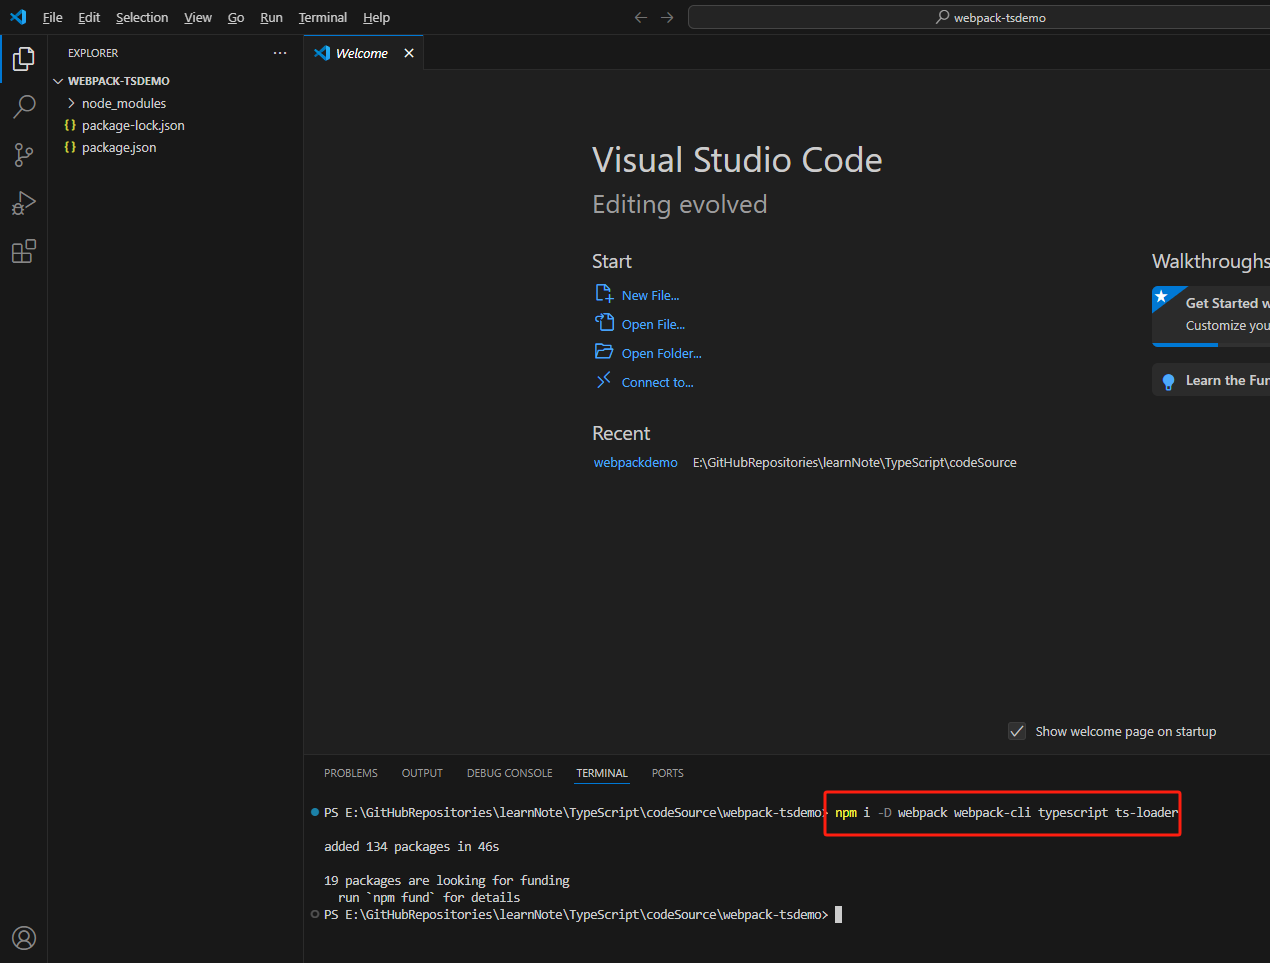 File Edit Selection View Go Run Terminal Help
webpack-tsdemo
EXPLORER
Welcome
WEBPACK-TSDEMO
node_modules
package-lock.json
package.json
Visual Studio Code
Editing evolved
Start
New File...
Open File...
Open Folder...
Connect to...
Recent
webpackdemo E:\GitHubRepositories\learnNote\TypeScript\codeSource
Walkthroughs
Get Started w
Customize you
Learn the Fun
Show welcome page on startup
PROBLEMS OUTPUT DEBUG CONSOLE TERMINAL PORTS
PS E:\GitHubRepositories\learnNote\TypeScript\codeSource\webpack-tsdemo> npm i -D webpack webpack-cli typescript ts-loader
added 134 packages in 46s
19 packages are looking for funding
run `npm fund` for details
PS E:\GitHubRepositories\learnNote\TypeScript\codeSource\webpack-tsdemo>